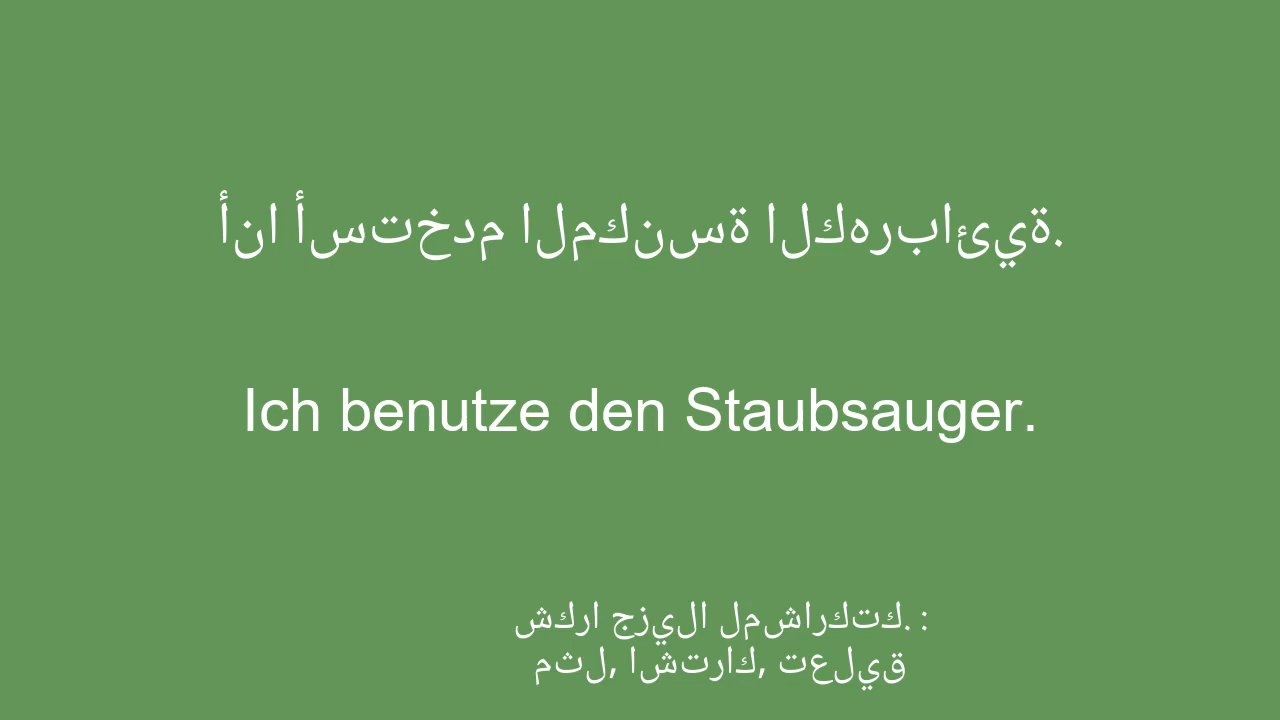 أنا أستخدم المكنسة الكهربائية.
Ich benutze den Staubsauger.
شكرا جزيلا لمشاركتك. :
مثل, اشتراك, تعليق